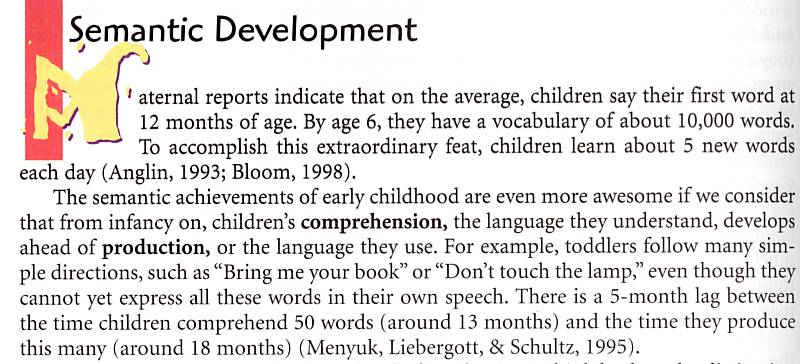 Semantic Development
Maternal reports indicate that on the average, children say their first word at
12 months of age. By age 6, they have a vocabulary of about 10,000 words.
To accomplish this extraordinary feat, children learn about 5 new words
each day (Anglin, 1993; Bloom, 1998).
The semantic achievements of early childhood are even more awesome if we consider
that from infancy on, children's comprehension, the language they understand, develops
ahead of production, or the language they use. For example, toddlers follow many sim-
ple directions, such as “Bring me your book” or “Don't touch the lamp,” even though they
cannot yet express all these words in their own speech. There is a 5-month lag between
the time children comprehend 50 words (around 13 months) and the time they produce
this many (around 18 months) (Menyuk, Liebergott, & Schultz, 1995).